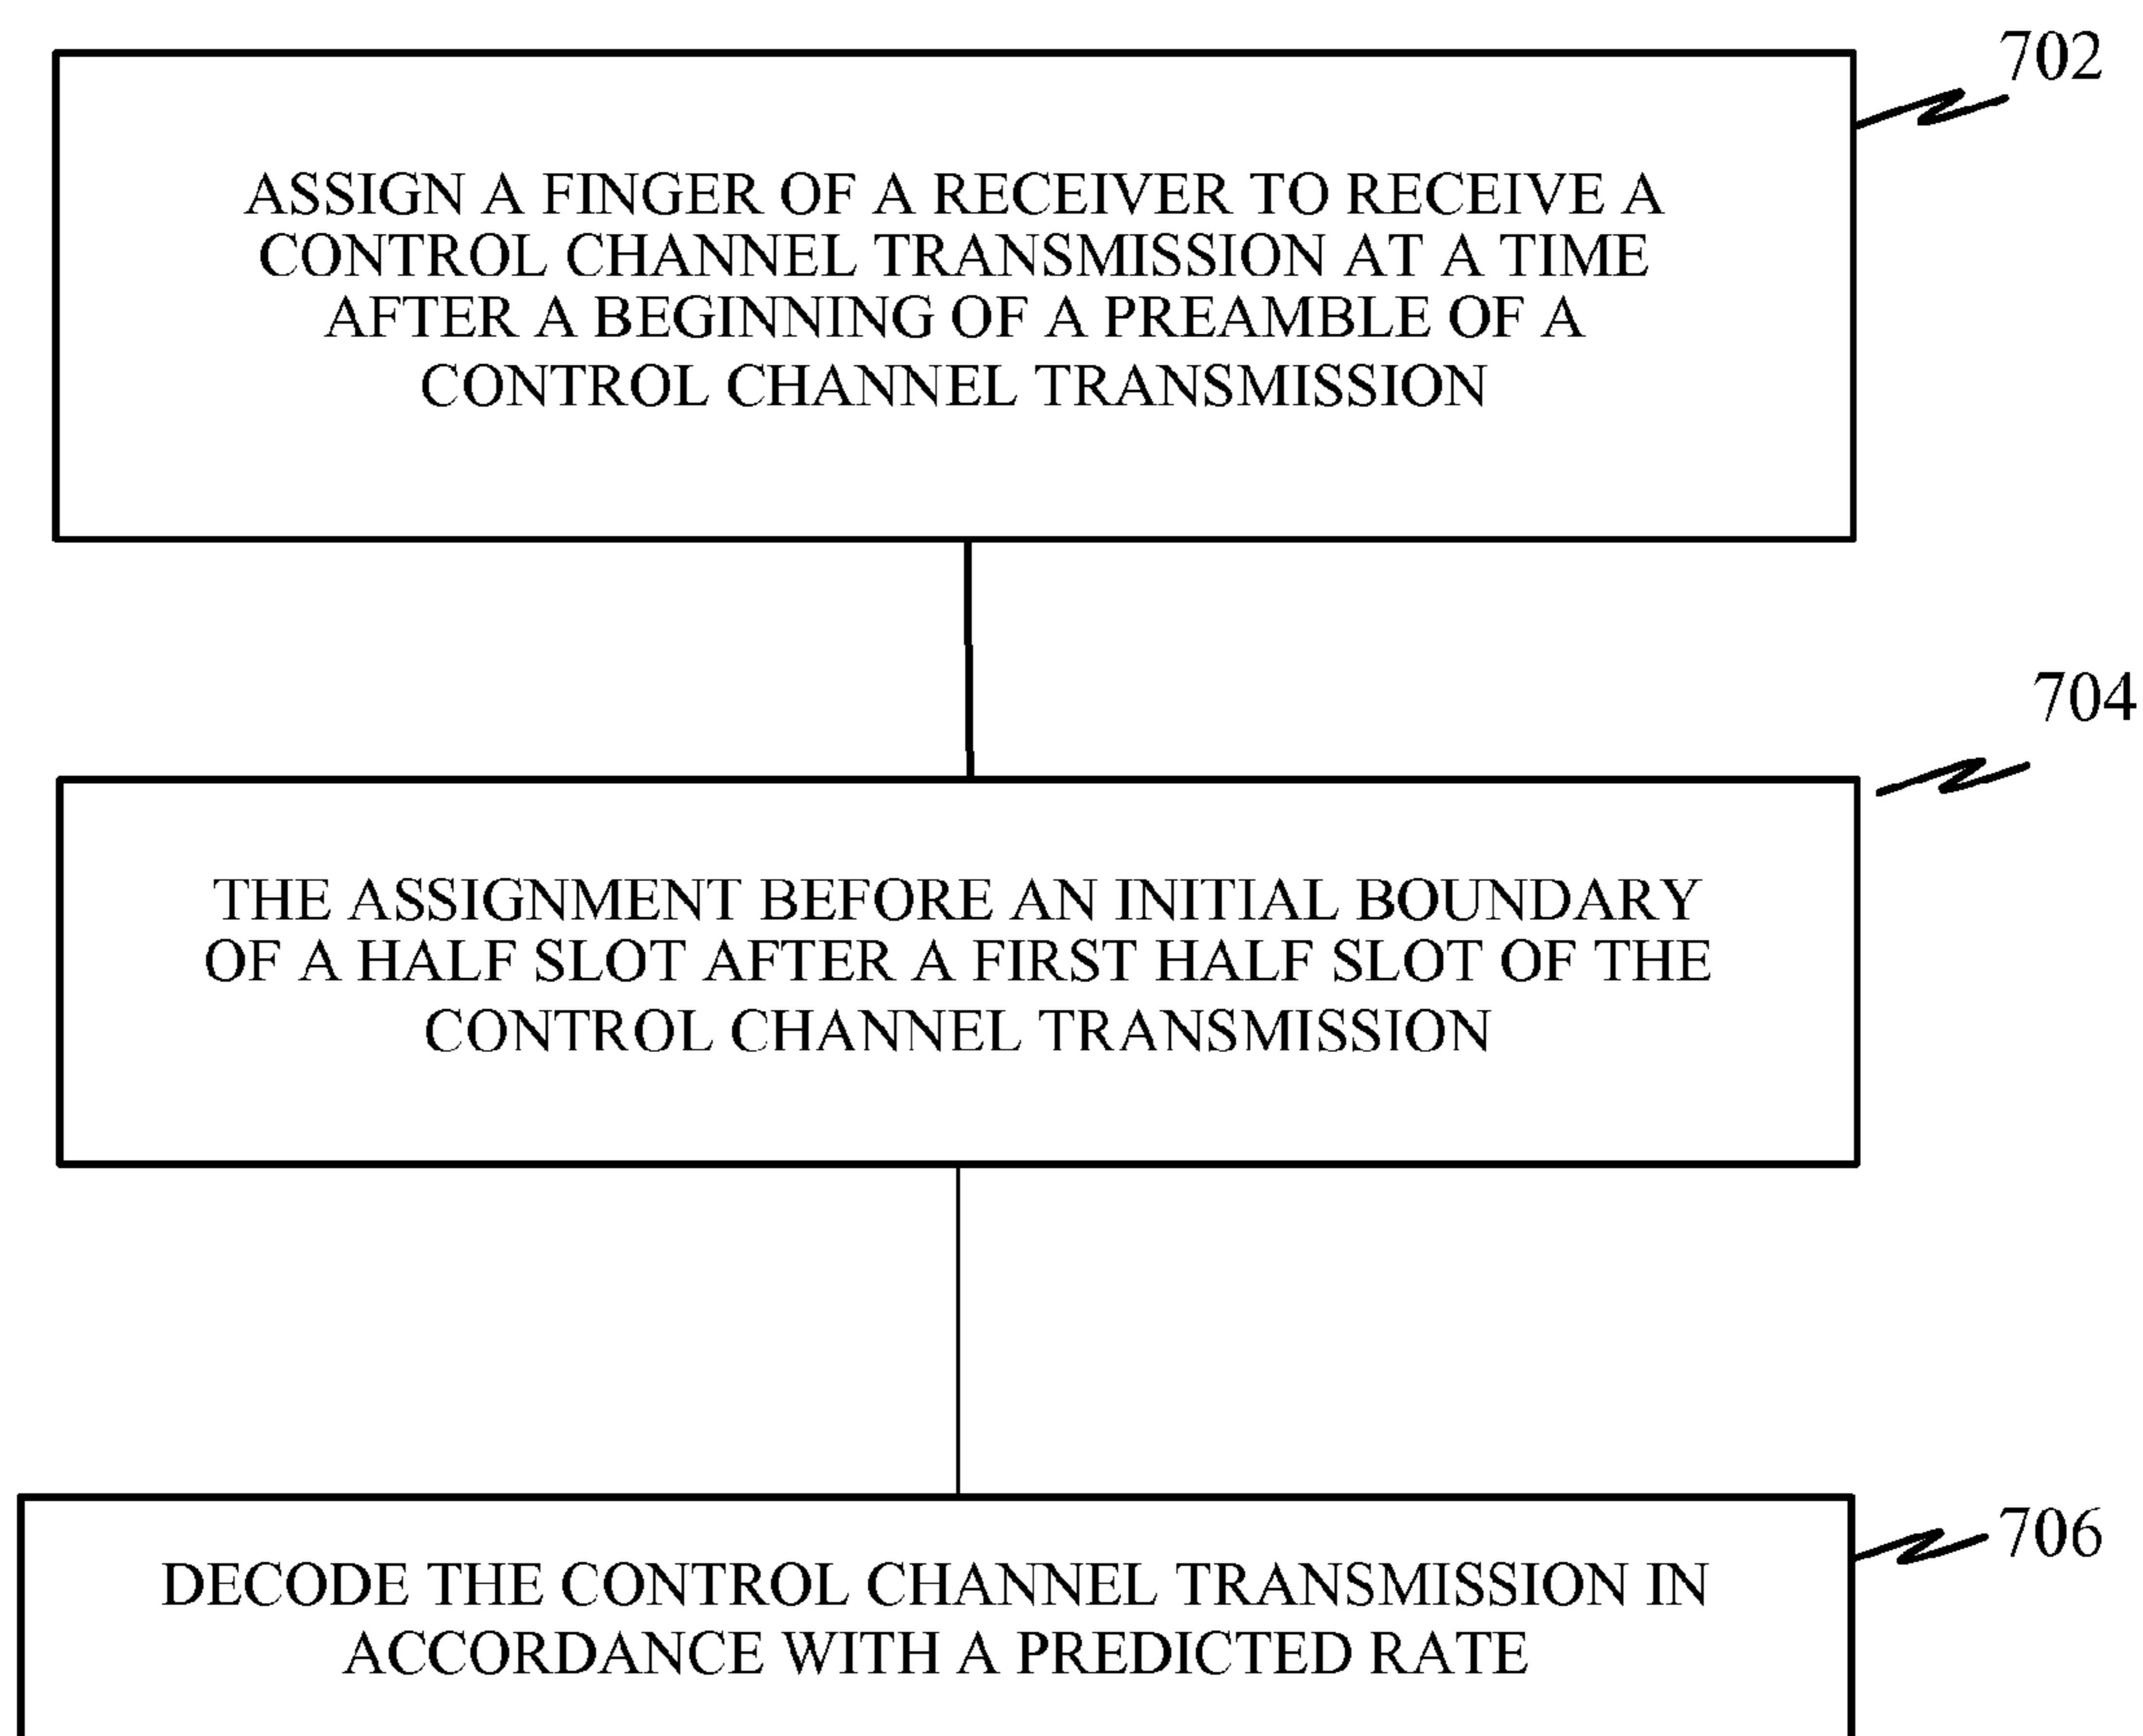 702
ASSIGN A FINGER OF A RECEIVER TO RECEIVE A
CONTROL CHANNEL TRANSMISSION AT A TIME
AFTER A BEGINNING OF A PREAMBLE OF A
CONTROL CHANNEL TRANSMISSION
704
THE ASSIGNMENT BEFORE AN INITIAL BOUNDARY
OF A HALF SLOT AFTER A FIRST HALF SLOT OF THE
CONTROL CHANNEL TRANSMISSION
706
DECODE THE CONTROL CHANNEL TRANSMISSION IN
ACCORDANCE WITH A PREDICTED RATE